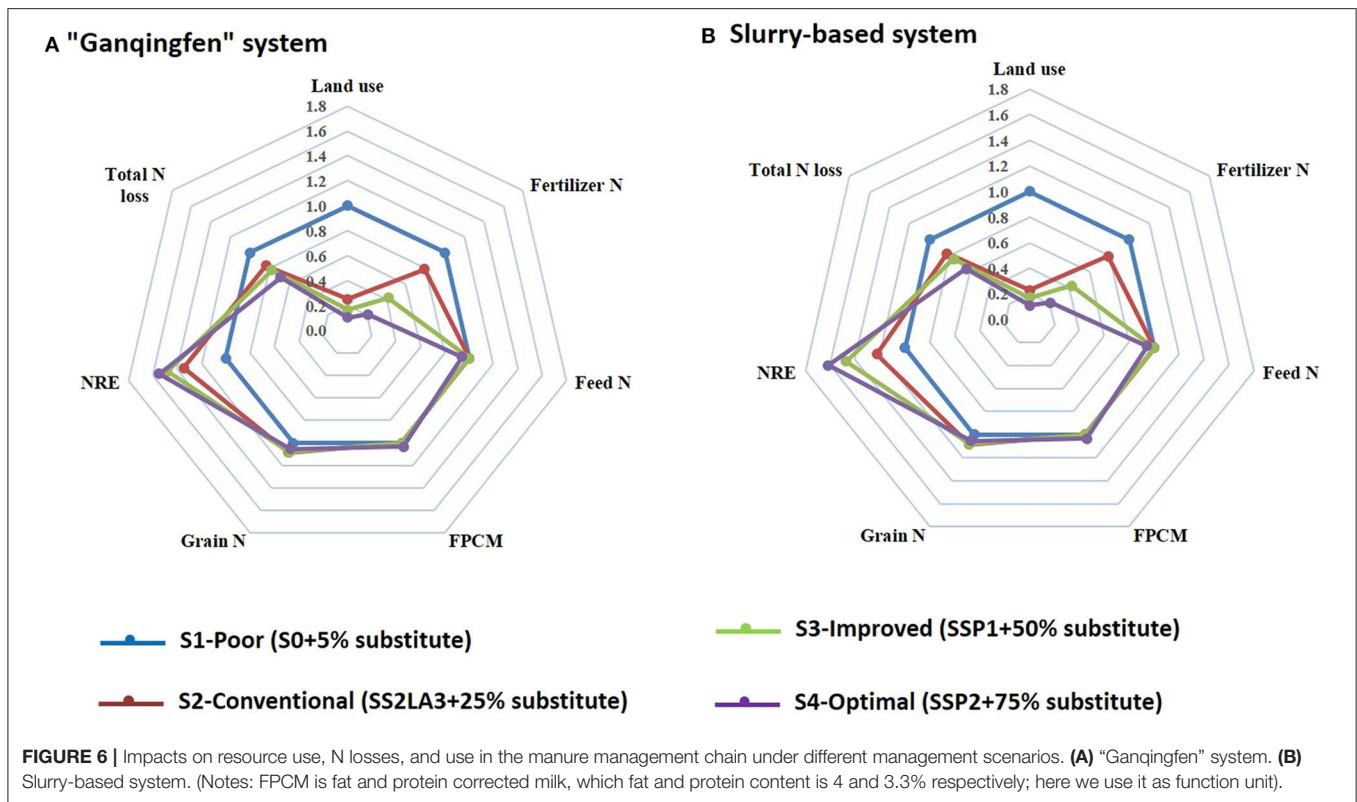 A "Ganqingfen" system
Land use
1.8
1.6
1.4
1.2
1.0
0.8
0.6
0.4
0.2
0.0
Fertilizer N
Feed N
FPCM
Grain N
NRE
Total N
loss
B Slurry-based system
Land use
1.8
1.6
1.4
1.2
1.0
0.8
0.6
0.4
0.2
0.0
Fertilizer N
Feed N
FPCM
Grain N
NRE
Total N loss
S1-Poor (S0+5% substitute)
S3-Improved (SSP1+50% substitute)
S2-Conventional (SS2LA3+25% substitute)
S4-Optimal (SSP2+75% substitute)
FIGURE 6 | Impacts on resource use, N losses, and use in the manure management chain under different management scenarios. (A) “Ganqingfen” system. (B)
Slurry-based system. (Notes: FPCM is fat and protein corrected milk, which fat and protein content is 4 and 3.3% respectively; here we use it as function unit).